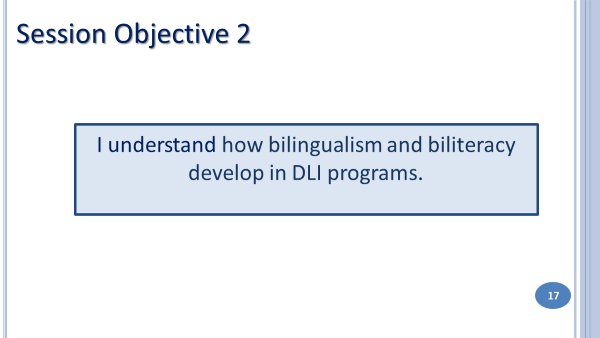 Session Objective 2
I understand how bilingualism and biliteracy
develop in DLI programs.
17